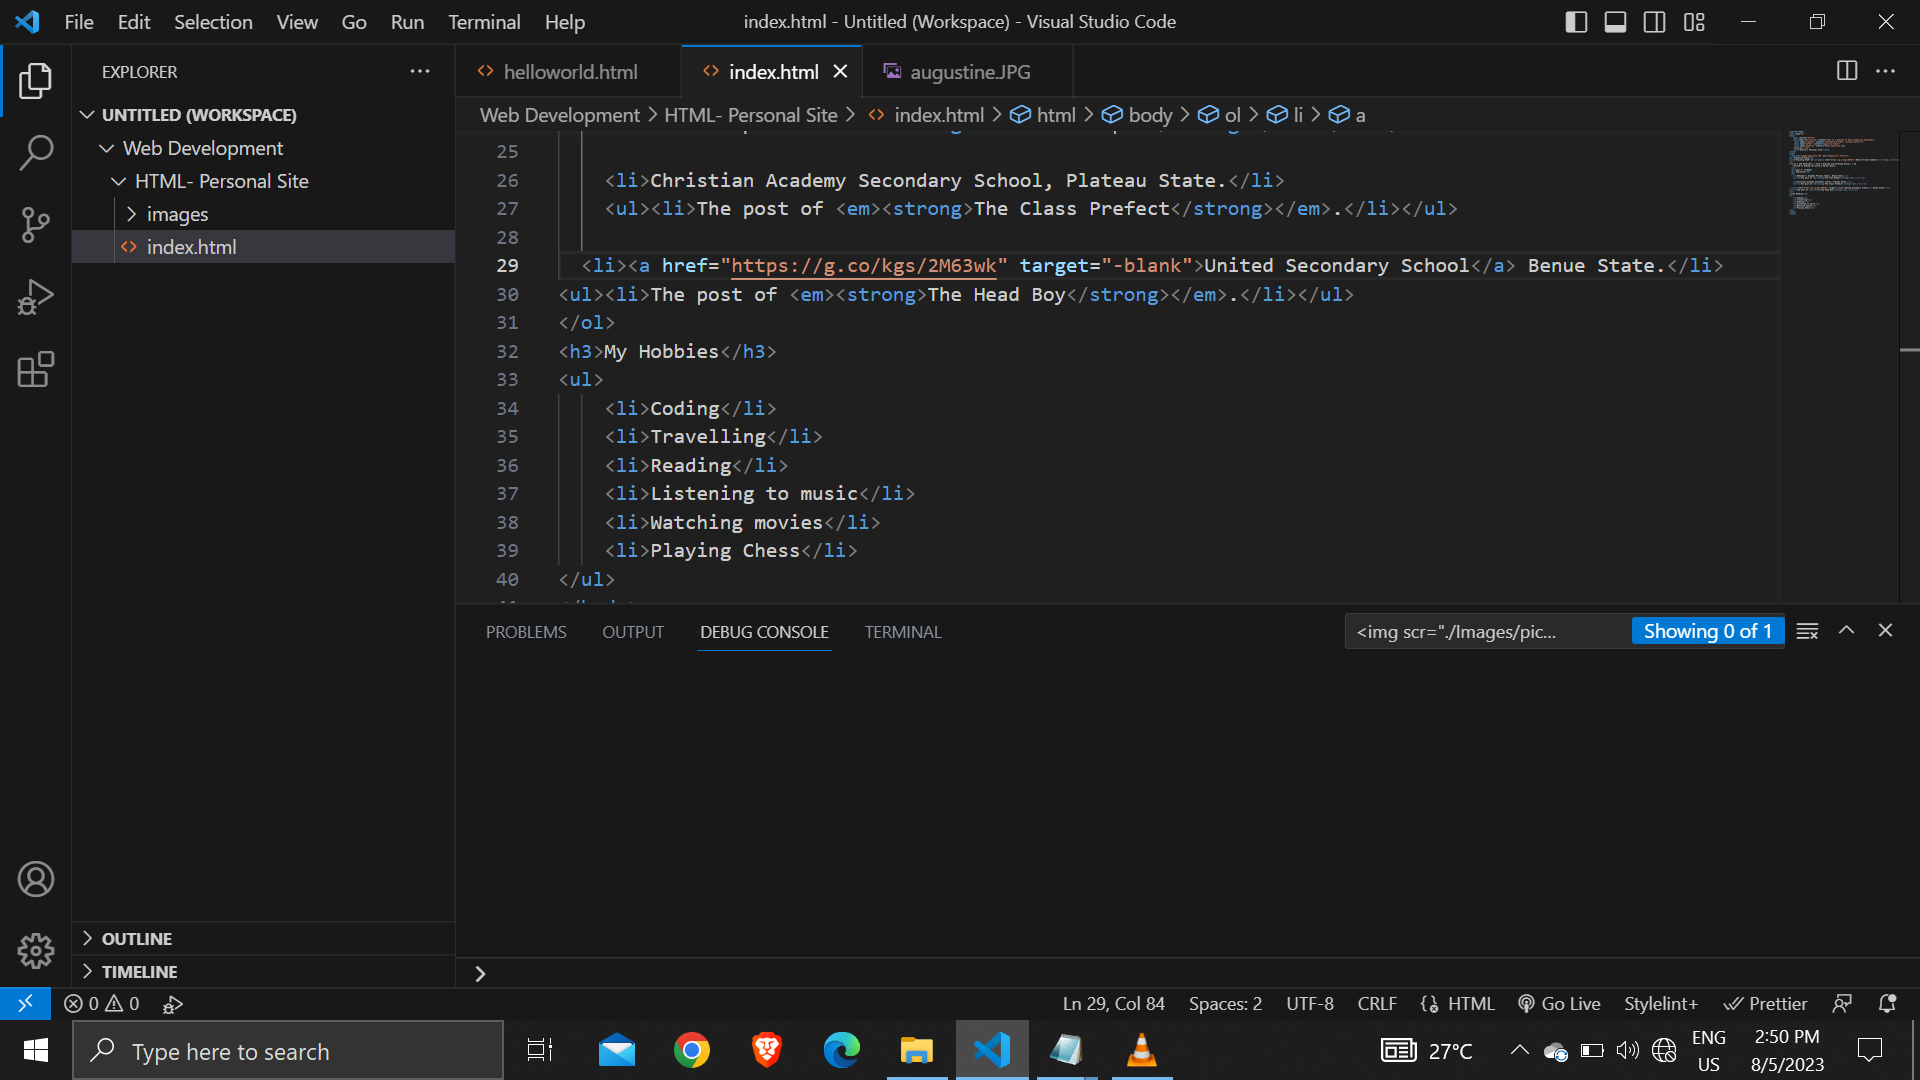 File Edit Selection View Go Run Terminal Help
index.html - Untitled (Workspace) - Visual Studio Code
EXPLORER
UNTITLED (WORKSPACE)
Web Development
HTML- Personal Site
images
index.html
OUTLINE
TIMELINE
helloworld.html
index.html
augustine.JPG
Web Development > HTML- Personal Site > index.html > html > body > ol > li > a
25
26 <li>Christian Academy Secondary School, Plateau State.</li>
27 <ul><li>The post of <em><strong>The Class Prefect</strong></em>.</li></ul>
28
29 <li><a href="https://g.co/kgs/2M63wk" target="-blank">United Secondary School</a> Benue State.</li>
30 <ul><li>The post of <em><strong>The Head Boy</strong></em>.</li></ul>
31 </ol>
32 <h3>My Hobbies</h3>
33 <ul>
34 <li>Coding</li>
35 <li>Travelling</li>
36 <li>Reading</li>
37 <li>Listening to music</li>
38 <li>Watching movies</li>
39 <li>Playing Chess</li>
40 </ul>
PROBLEMS OUTPUT DEBUG CONSOLE TERMINAL
<img scr="./Images/pic...
Showing 0 of 1
0 0
Ln 29, Col 84 Spaces: 2 UTF-8 CRLF HTML Go Live Stylelint+ Prettier
Type here to search
27°C
ENG
US
2:50 PM
8/5/2023